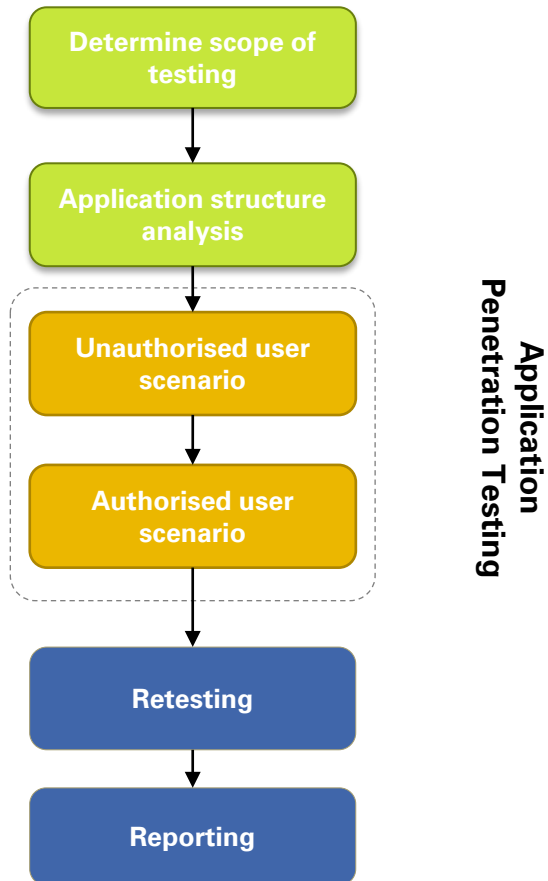 Determine scope of
testing
Application structure
analysis
Unauthorised user
scenario
Authorised user
scenario
Retesting
Reporting
Application
Penetration Testing